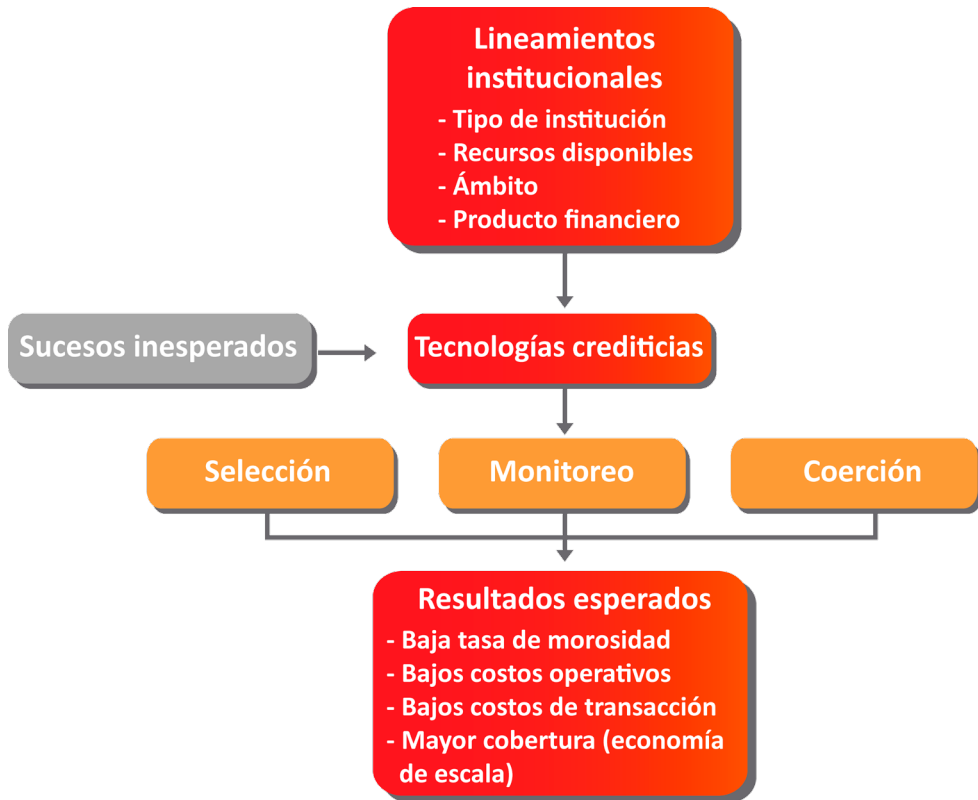 Lineamientos
institucionales
- Tipo de institución
- Recursos disponibles
- Ámbito
- Producto financiero
Sucesos inesperados
Tecnologías crediticias
Selección
Monitoreo
Coerción
Resultados esperados
- Baja tasa de morosidad
- Bajos costos operativos
- Bajos costos de transacción
- Mayor cobertura (economía
de escala)